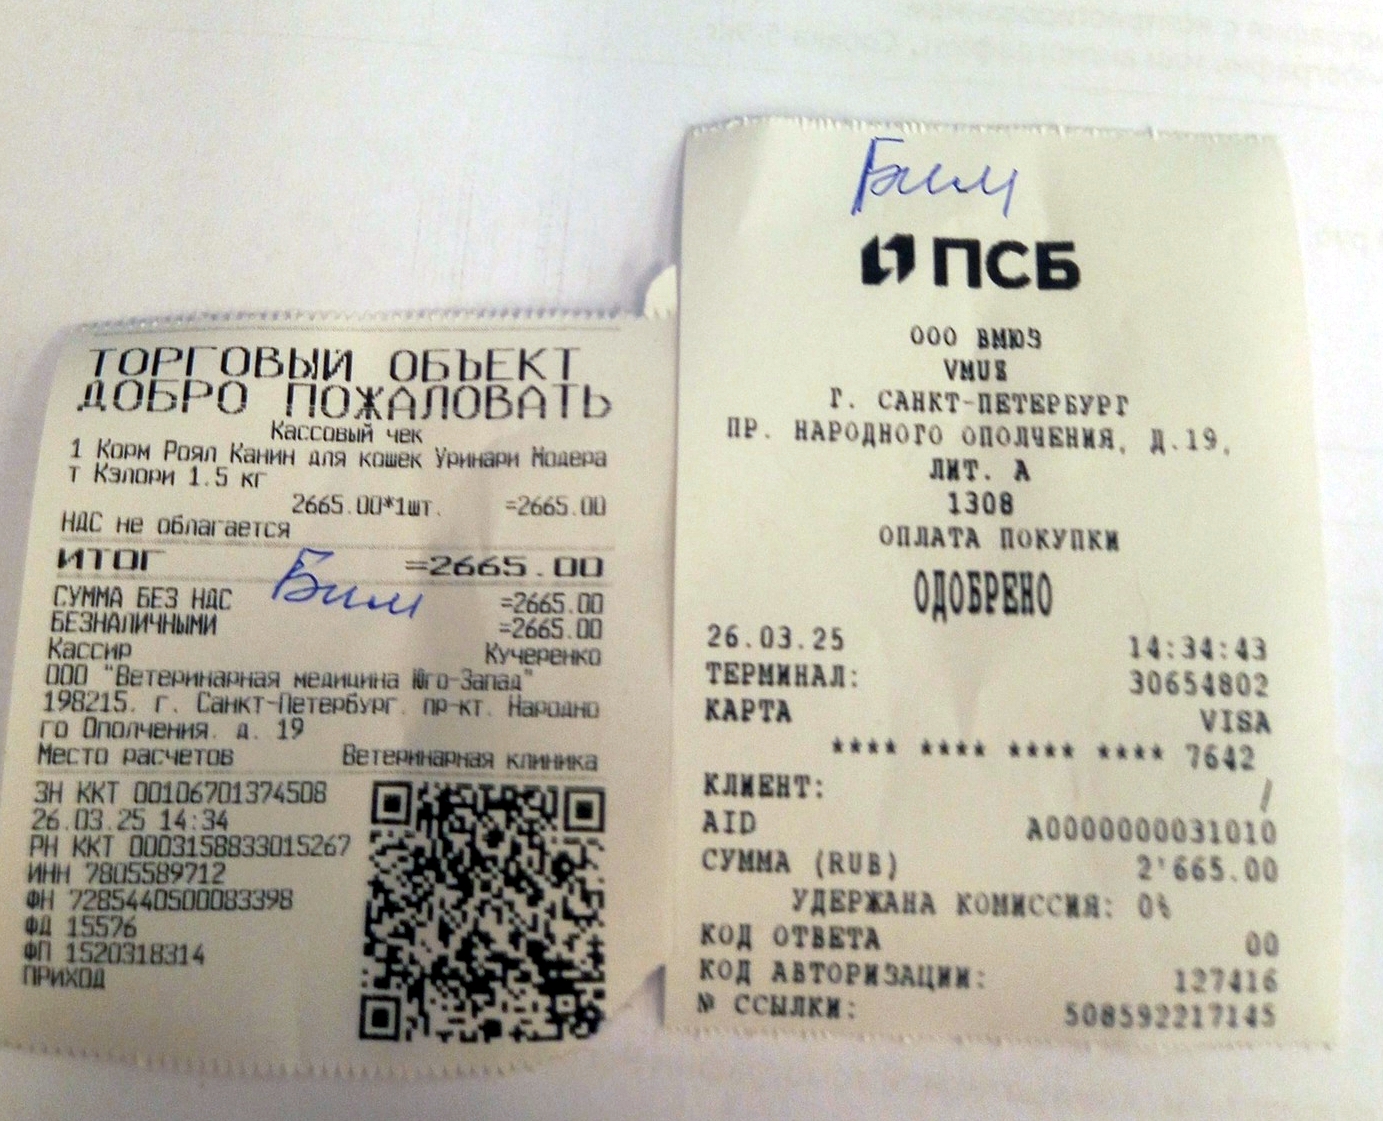 ТОРГОВЫЙ ОБЪЕКТ
ДОБРО ПОЖАЛОВАТЬ
Кассовый чек
1 Корм Роял Канин для кошек Уринари Модера
т Кэлори 1.5 кг
2665.00*1шт. =2665.00
НДС не облагается
ИТОГ =2665.00
Бим
СУММА БЕЗ НДС =2665.00
БЕЗНАЛИЧНЫМИ =2665.00
Кассир Кучеренко
ООО "Ветеринарная медицина Юго-Запад"
198215. г. Санкт-Петербург. пр-кт. Народно
го Ополчения. д. 19
Место расчетов Ветеринарная клиника
ЗН ККТ 00106701374508
26.03.25 14:34
РН ККТ 0003158833015267
ИНН 7805589712
ФН 7285440500083398
ФД 15576
ФП 1520318314
ПРИХОД
Бим
ПСБ
ООО ВМЮЗ
VMUZ
Г. САНКТ-ПЕТЕРБУРГ
ПР. НАРОДНОГО ОПОЛЧЕНИЯ, Д.19,
ЛИТ. А
1308
ОПЛАТА ПОКУПКИ
ОДОБРЕНО
26.03.25 14:34:43
ТЕРМИНАЛ: 30654802
КАРТА VISA
**** **** **** **** 7642
КЛИЕНТ:
/
AID A0000000031010
СУММА (RUB) 2'665.00
УДЕРЖАНА КОМИССИЯ: 0%
КОД ОТВЕТА 00
КОД АВТОРИЗАЦИИ: 127416
№ ССЫЛКИ: 508592217145